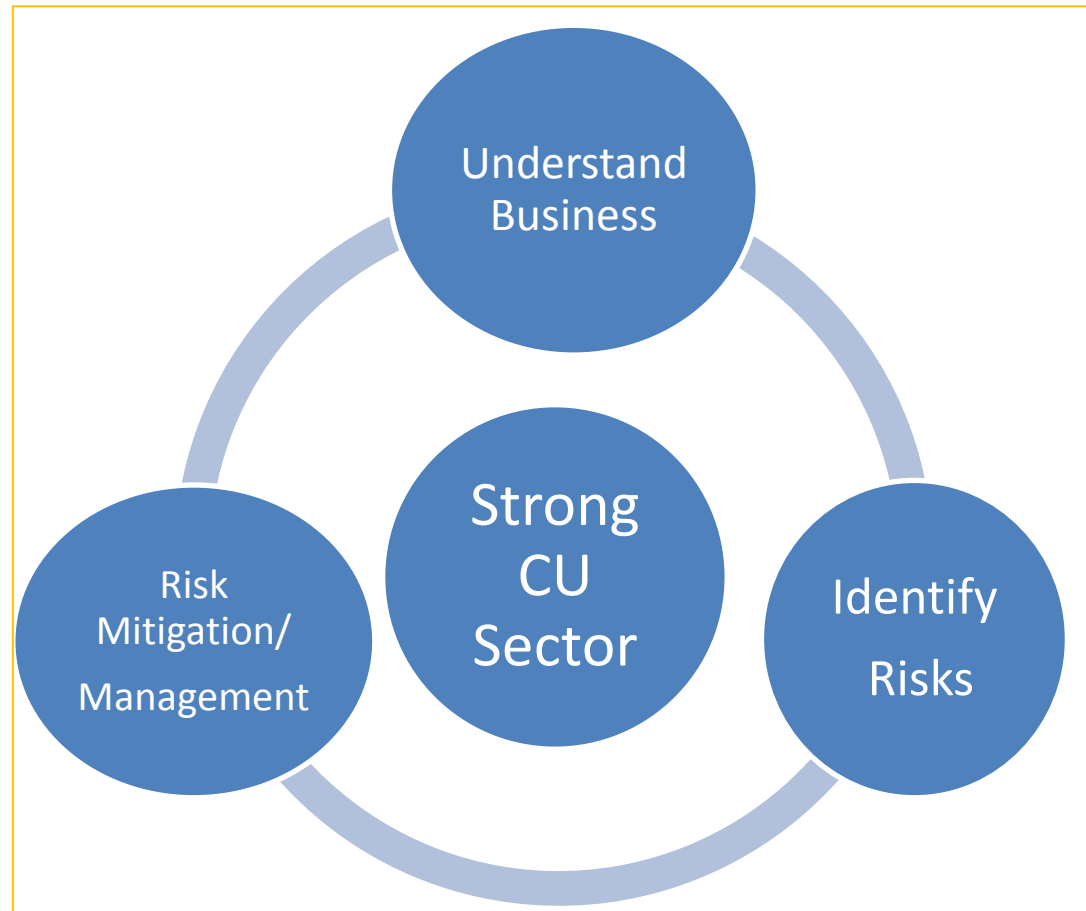 Understand
Business
Strong
CU
Sector
Risk
Mitigation/
Management
Identify
Risks